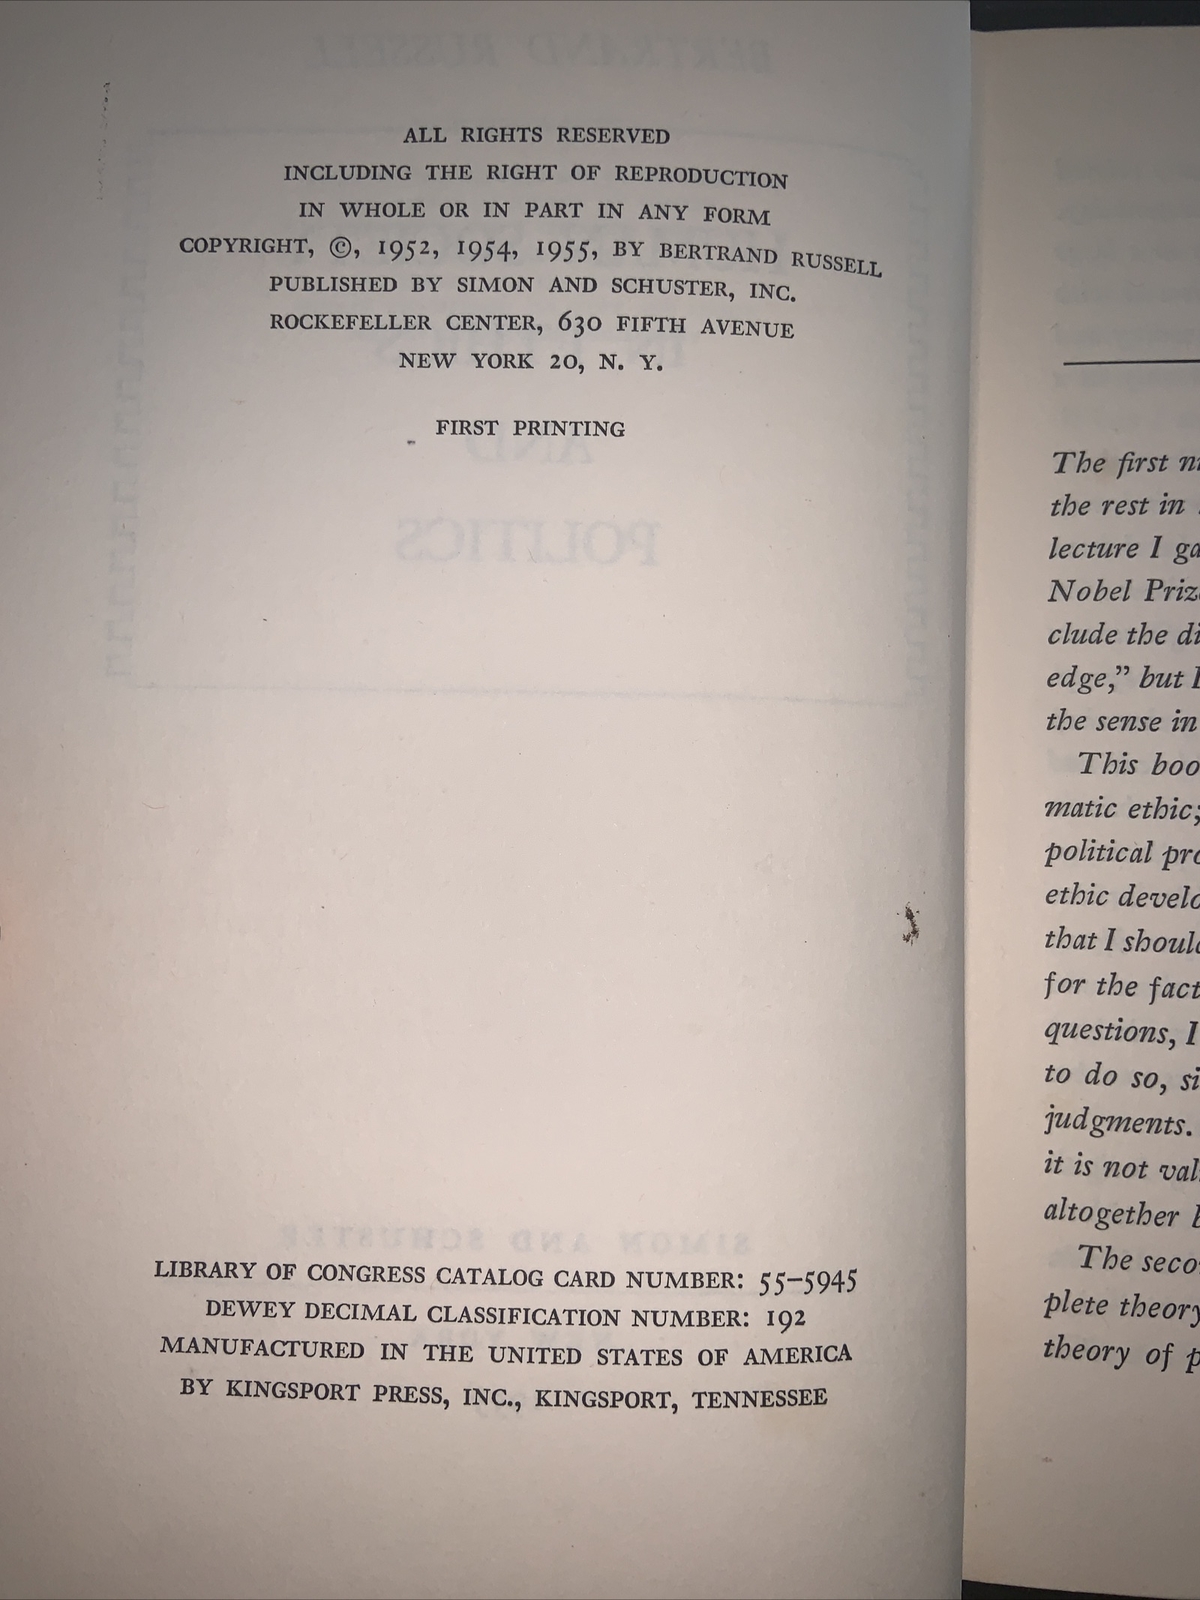 ALL RIGHTS RESERVED
INCLUDING THE RIGHT OF REPRODUCTION
IN WHOLE OR IN PART IN ANY FORM
COPYRIGHT, ©, 1952, 1954, 1955, BY BERTRAND RUSSELL
PUBLISHED BY SIMON AND SCHUSTER, INC.
ROCKEFELLER CENTER, 630 FIFTH AVENUE
NEW YORK 20, N. Y.
FIRST PRINTING
LIBRARY OF CONGRESS CATALOG CARD NUMBER: 55–5945
DEWEY DECIMAL CLASSIFICATION NUMBER: 192
MANUFACTURED IN THE UNITED STATES OF AMERICA
BY KINGSPORT PRESS, INC., KINGSPORT, TENNESSEE
The first
the rest in
lecture I
Nobel
clude the
edge,” but
the sense in
This
matic ethic;
political
ethic
that I
for the
questions, I
to do so,
judgments.
it is not
altogether
The
plete
theory of